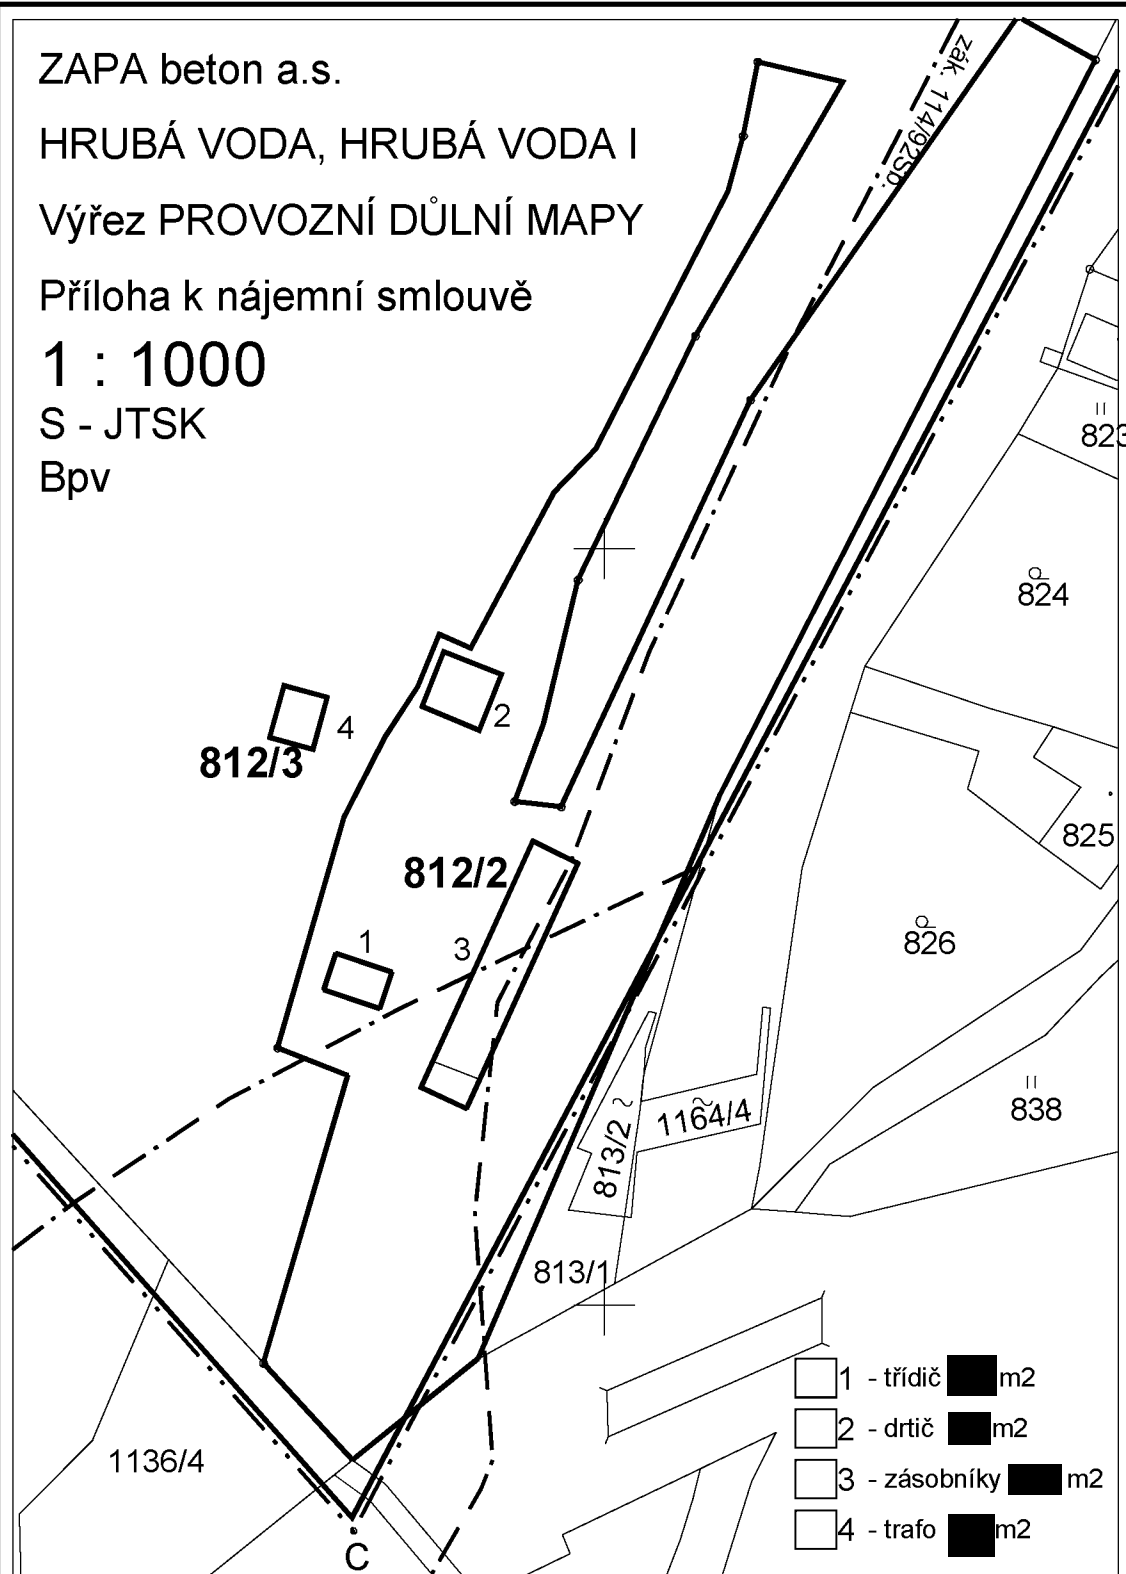 ZAPA beton a.s.
HRUBÁ VODA, HRUBÁ VODA I
Výřez PROVOZNÍ DŮLNÍ MAPY
Příloha k nájemní smlouvě
1 : 1000
S - JTSK
Bpv
zák. 114/92Sb.
823
824
2
4
812/3
825
812/2
826
1
3
838
1164/4
813/2
813/1
1 - třídič m2
2 - drtič m2
1136/4
3 - zásobníky m2
4 - trafo m2
C